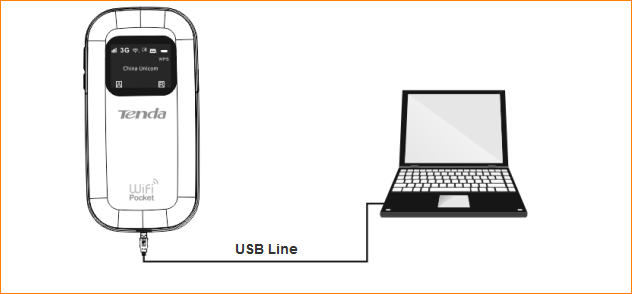 3G
WPS
China Unicom
Tenda
WiFi
Pocket
USB Line